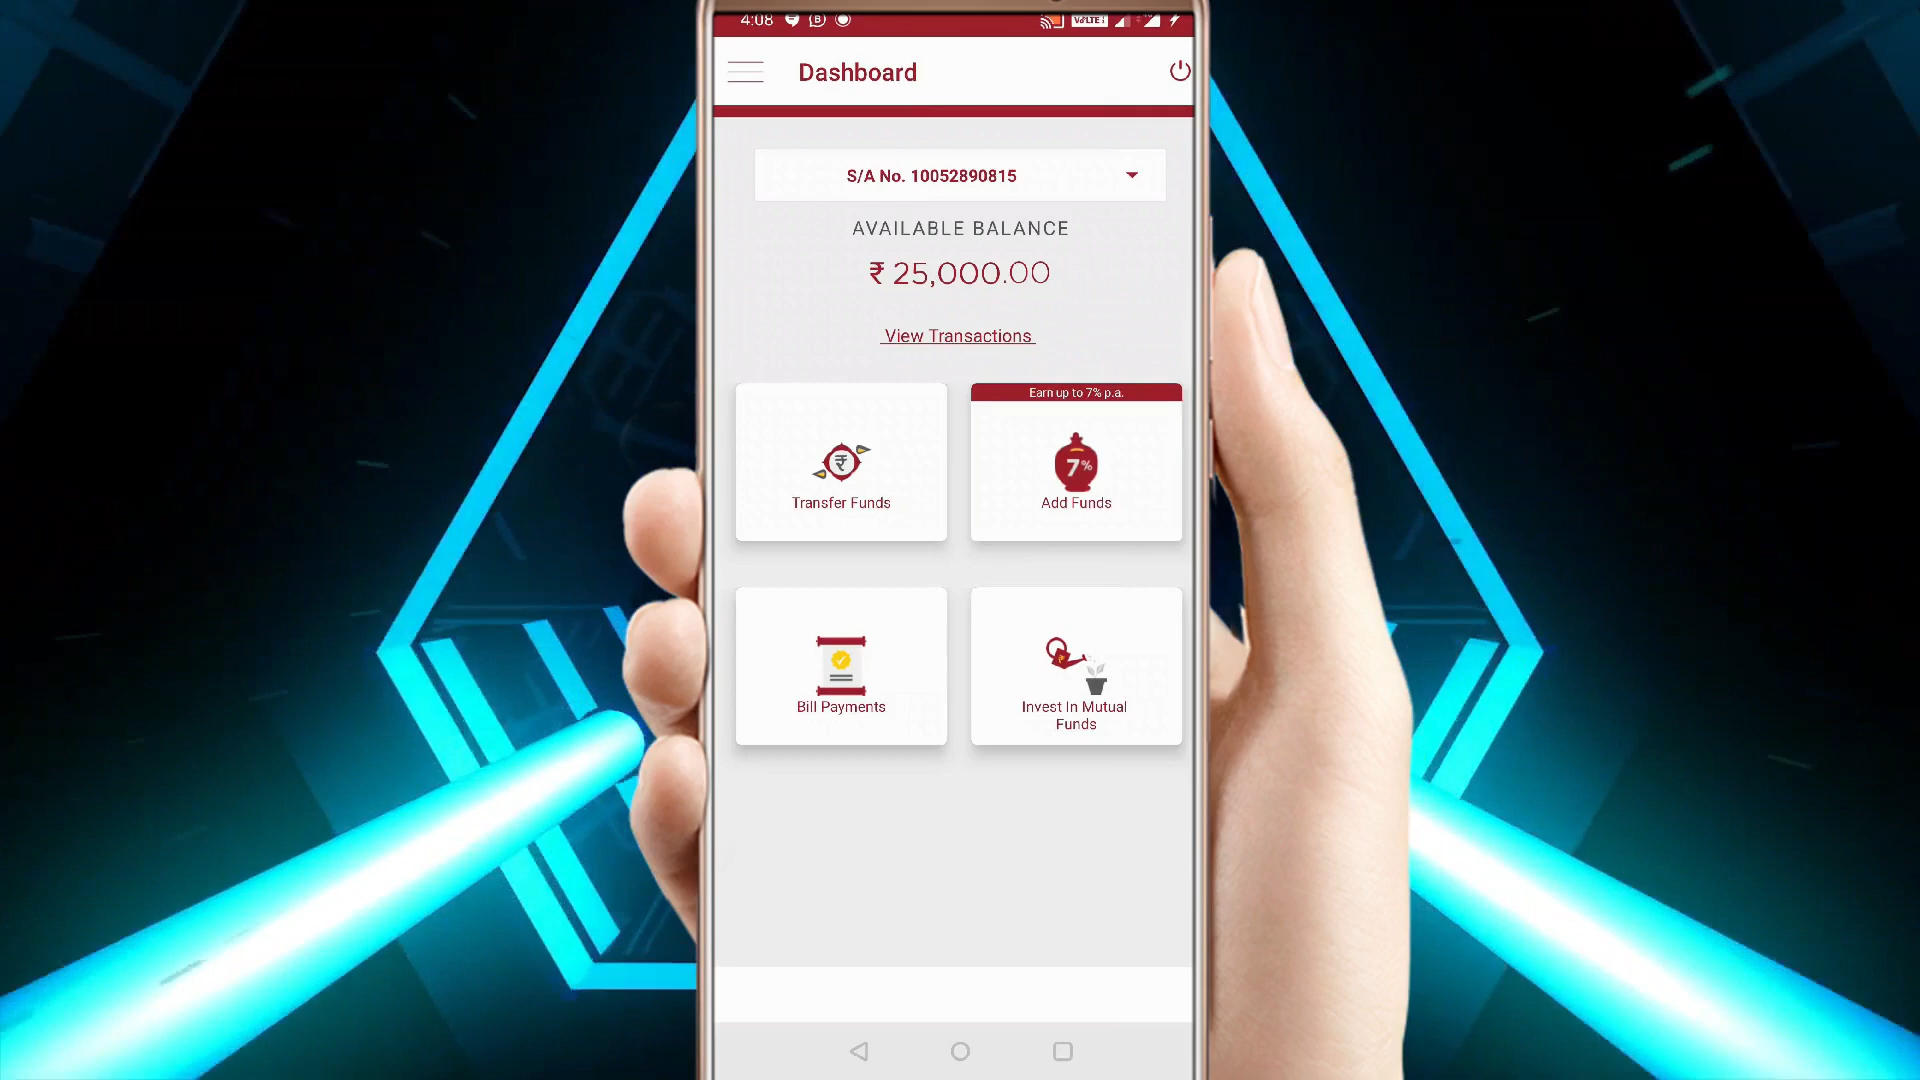 4:08
VoLTE
Dashboard
S/A No. 10052890815
AVAILABLE BALANCE
₹ 25,000.00
View Transactions
Earn up to 7% p.a.
₹
Transfer Funds
7%
Add Funds
Bill Payments
₹
Invest In Mutual
Funds